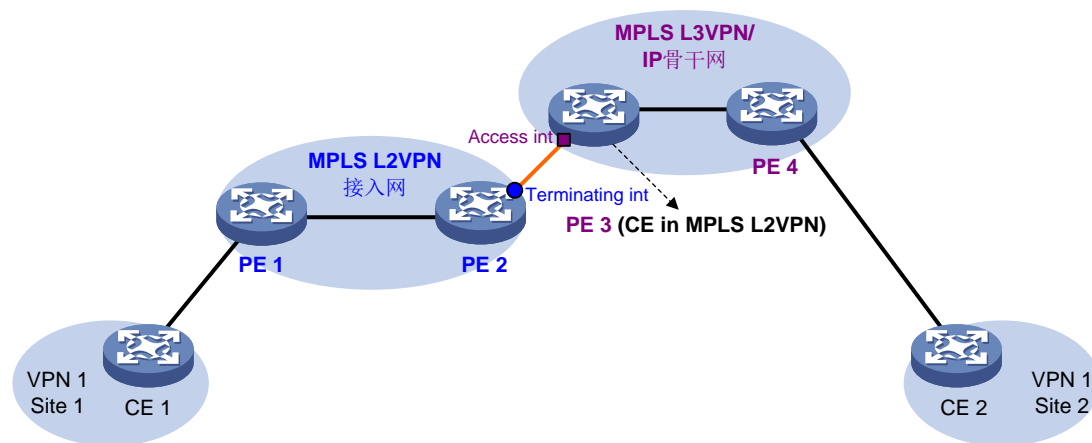 MPLS L3VPN/
IP骨干网
Access int
PE 4
MPLS L2VPN
接入网
Terminating int
PE 3 (CE in MPLS L2VPN)
PE 1
PE 2
VPN 1
Site 1
CE 1
CE 2
VPN 1
Site 2